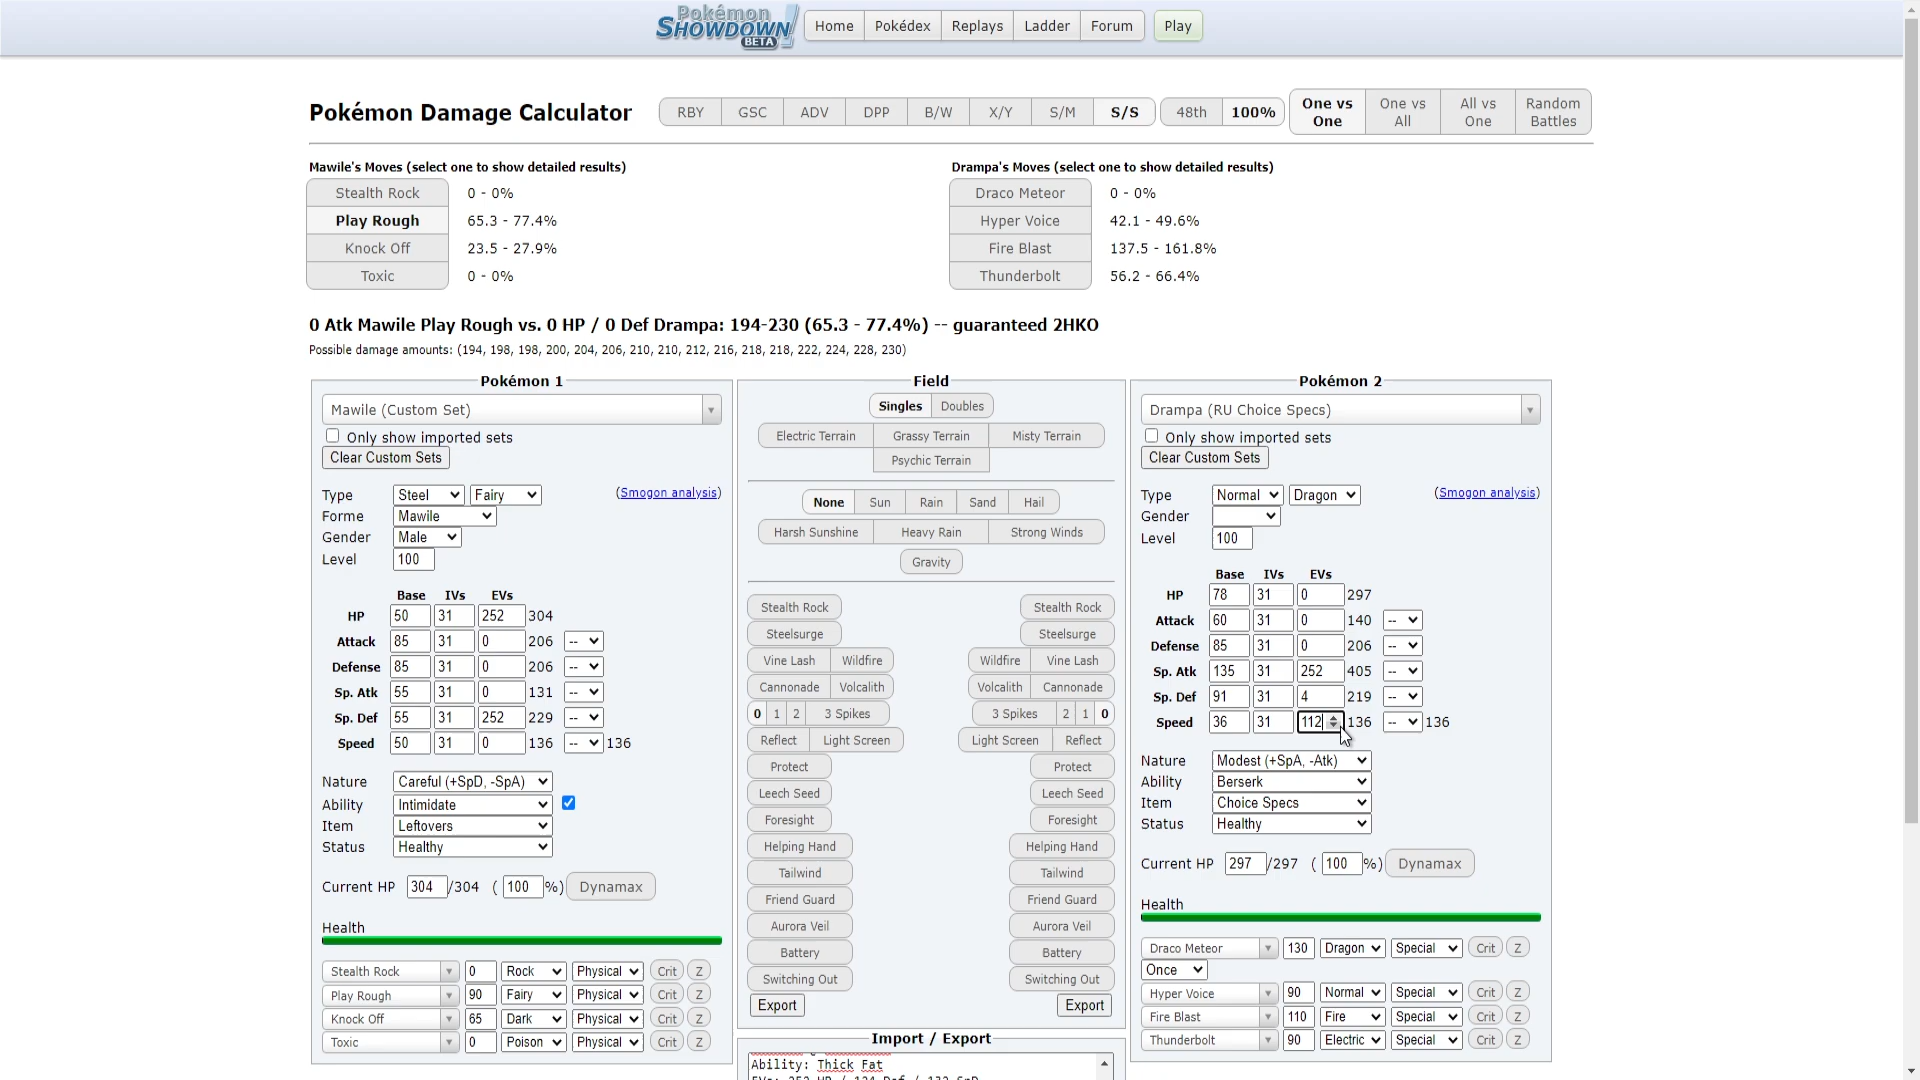 Pokémon SHOWDOWN! BETA Home Pokédex Replays Ladder Forum Play
Pokémon Damage Calculator RBY GSC ADV DPP B/W X/Y S/M S/S 48th 100% One vs One One vs All All vs One Random Battles
Mawile's Moves (select one to show detailed results) Drampa's Moves (select one to show detailed results)
Stealth Rock 0 - 0% Draco Meteor 0 - 0%
Play Rough 65.3 - 77.4% Hyper Voice 42.1 - 49.6%
Knock Off 23.5 - 27.9% Fire Blast 137.5 - 161.8%
Toxic 0 - 0% Thunderbolt 56.2 - 66.4%
0 Atk Mawile Play Rough vs. 0 HP / 0 Def Drampa: 194-230 (65.3 - 77.4%) -- guaranteed 2HKO
Possible damage amounts: (194, 198, 198, 200, 204, 206, 210, 210, 212, 216, 218, 218, 222, 224, 228, 230)
Pokémon 1
Mawile (Custom Set)
Only show imported sets
Clear Custom Sets
Type Steel Fairy (Smogon analysis)
Forme Mawile
Gender Male
Level 100
Base IVs EVs
HP 50 31 252 304
Attack 85 31 0 206 --
Defense 85 31 0 206 --
Sp. Atk 55 31 0 131 --
Sp. Def 55 31 252 229 --
Speed 50 31 0 136 -- 136
Nature Careful (+SpD, -SpA)
Ability Intimidate
Item Leftovers
Status Healthy
Current HP 304 /304 ( 100 %) Dynamax
Health
Stealth Rock 0 Rock Physical Crit Z
Play Rough 90 Fairy Physical Crit Z
Knock Off 65 Dark Physical Crit Z
Toxic 0 Poison Physical Crit Z
Field
Singles Doubles
Electric Terrain Grassy Terrain Misty Terrain
Psychic Terrain
None Sun Rain Sand Hail
Harsh Sunshine Heavy Rain Strong Winds
Gravity
Stealth Rock Stealth Rock
Steelsurge Steelsurge
Vine Lash Wildfire Wildfire Vine Lash
Cannonade Volcalith Volcalith Cannonade
0 1 2 3 Spikes 3 Spikes 2 1 0
Reflect Light Screen Light Screen Reflect
Protect Protect
Leech Seed Leech Seed
Foresight Foresight
Helping Hand Helping Hand
Tailwind Tailwind
Friend Guard Friend Guard
Aurora Veil Aurora Veil
Battery Battery
Switching Out Switching Out
Export Export
Import / Export
Ability: Thick Fat
Pokémon 2
Drampa (RU Choice Specs)
Only show imported sets
Clear Custom Sets
Type Normal Dragon (Smogon analysis)
Gender
Level 100
Base IVs EVs
HP 78 31 0 297
Attack 60 31 0 140 --
Defense 85 31 0 206 --
Sp. Atk 135 31 252 405 --
Sp. Def 91 31 4 219 --
Speed 36 31 112 136 -- 136
Nature Modest (+SpA, -Atk)
Ability Berserk
Item Choice Specs
Status Healthy
Current HP 297 /297 ( 100 %) Dynamax
Health
Draco Meteor 130 Dragon Special Crit Z
Once
Hyper Voice 90 Normal Special Crit Z
Fire Blast 110 Fire Special Crit Z
Thunderbolt 90 Electric Special Crit Z